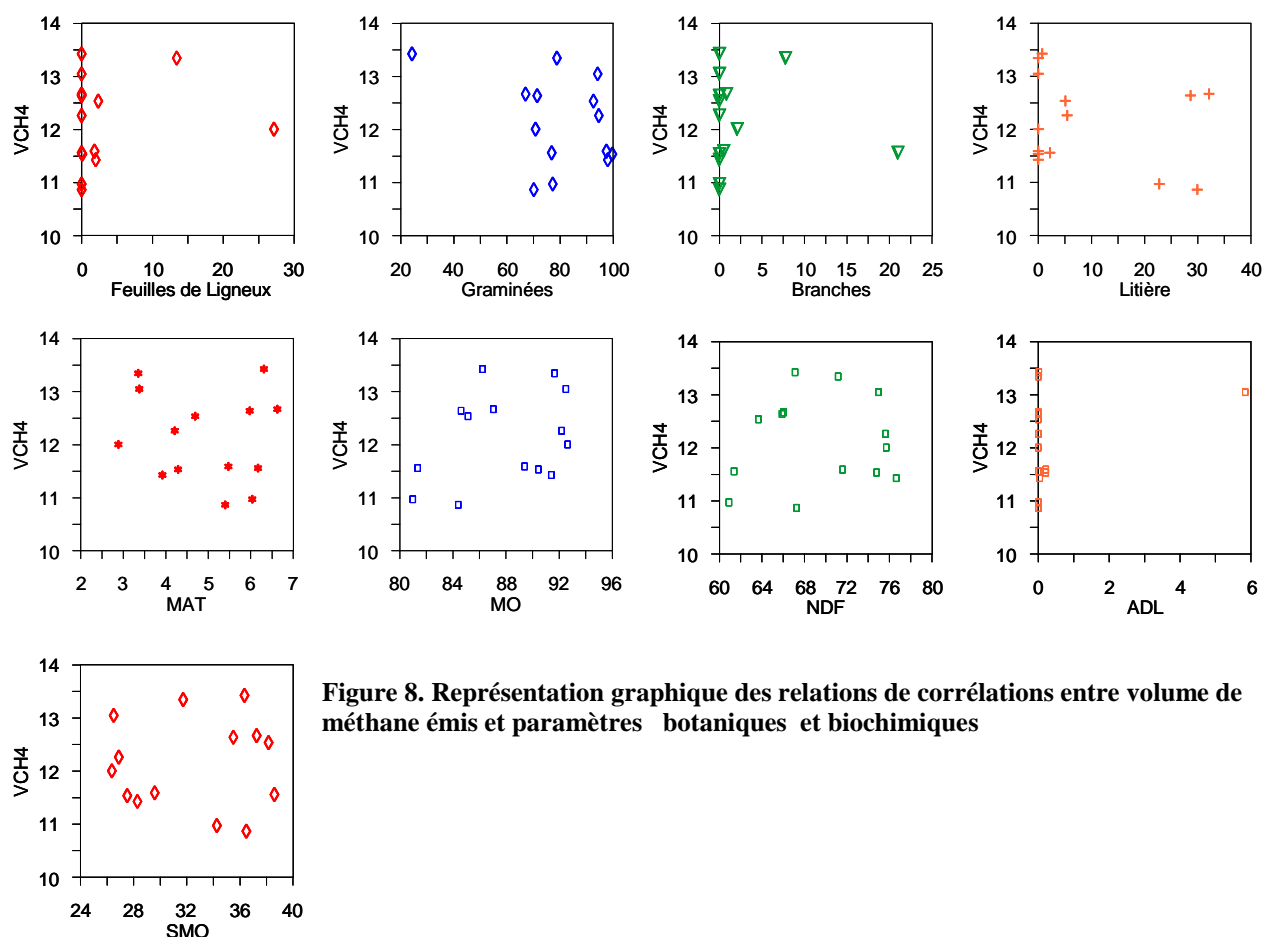 14
13
12
11
10
VCH4
0 10 20 30
Feuilles de Ligneux
14
13
12
11
10
VCH4
20 40 60 80 100
Graminées
14
13
12
11
10
VCH4
0 5 10 15 20 25
Branches
14
13
12
11
10
VCH4
0 10 20 30 40
Litière
14
13
12
11
10
VCH4
2 3 4 5 6 7
MAT
14
13
12
11
10
VCH4
80 84 88 92 96
MO
14
13
12
11
10
VCH4
60 64 68 72 76 80
NDF
14
13
12
11
10
VCH4
0 2 4 6
ADL
14
13
12
11
10
VCH4
24 28 32 36 40
SMO
Figure 8. Représentation graphique des relations de corrélations entre volume de
méthane émis et paramètres botaniques et biochimiques